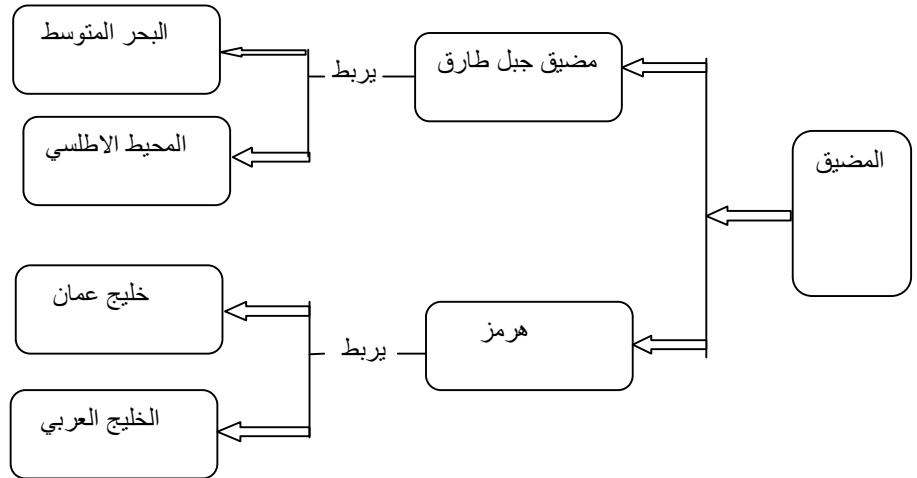 المضيق
مضيق جبل طارق
يربط
البحر المتوسط
المحيط الاطلسي
هرمز
يربط
خليج عمان
الخليج العربي